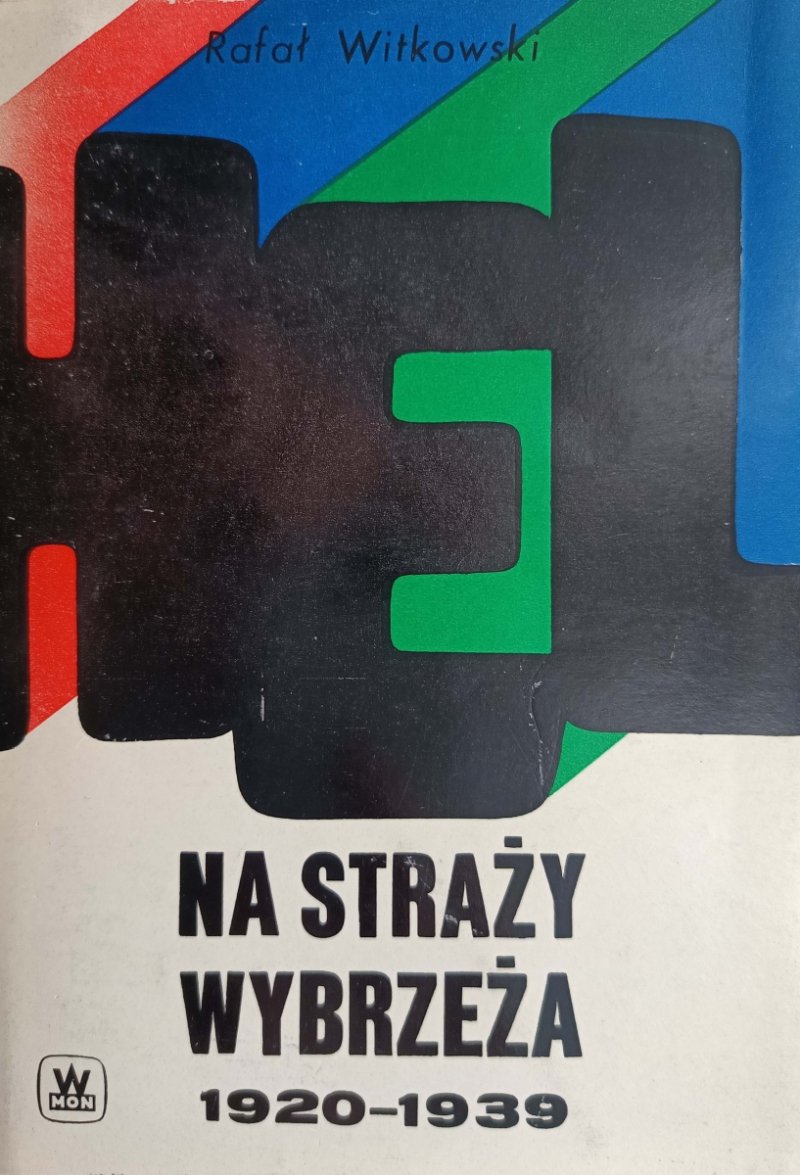 Rafał Witkowski
HEL
NA STRAŻY
WYBRZEŻA
1920–1939
W
MON